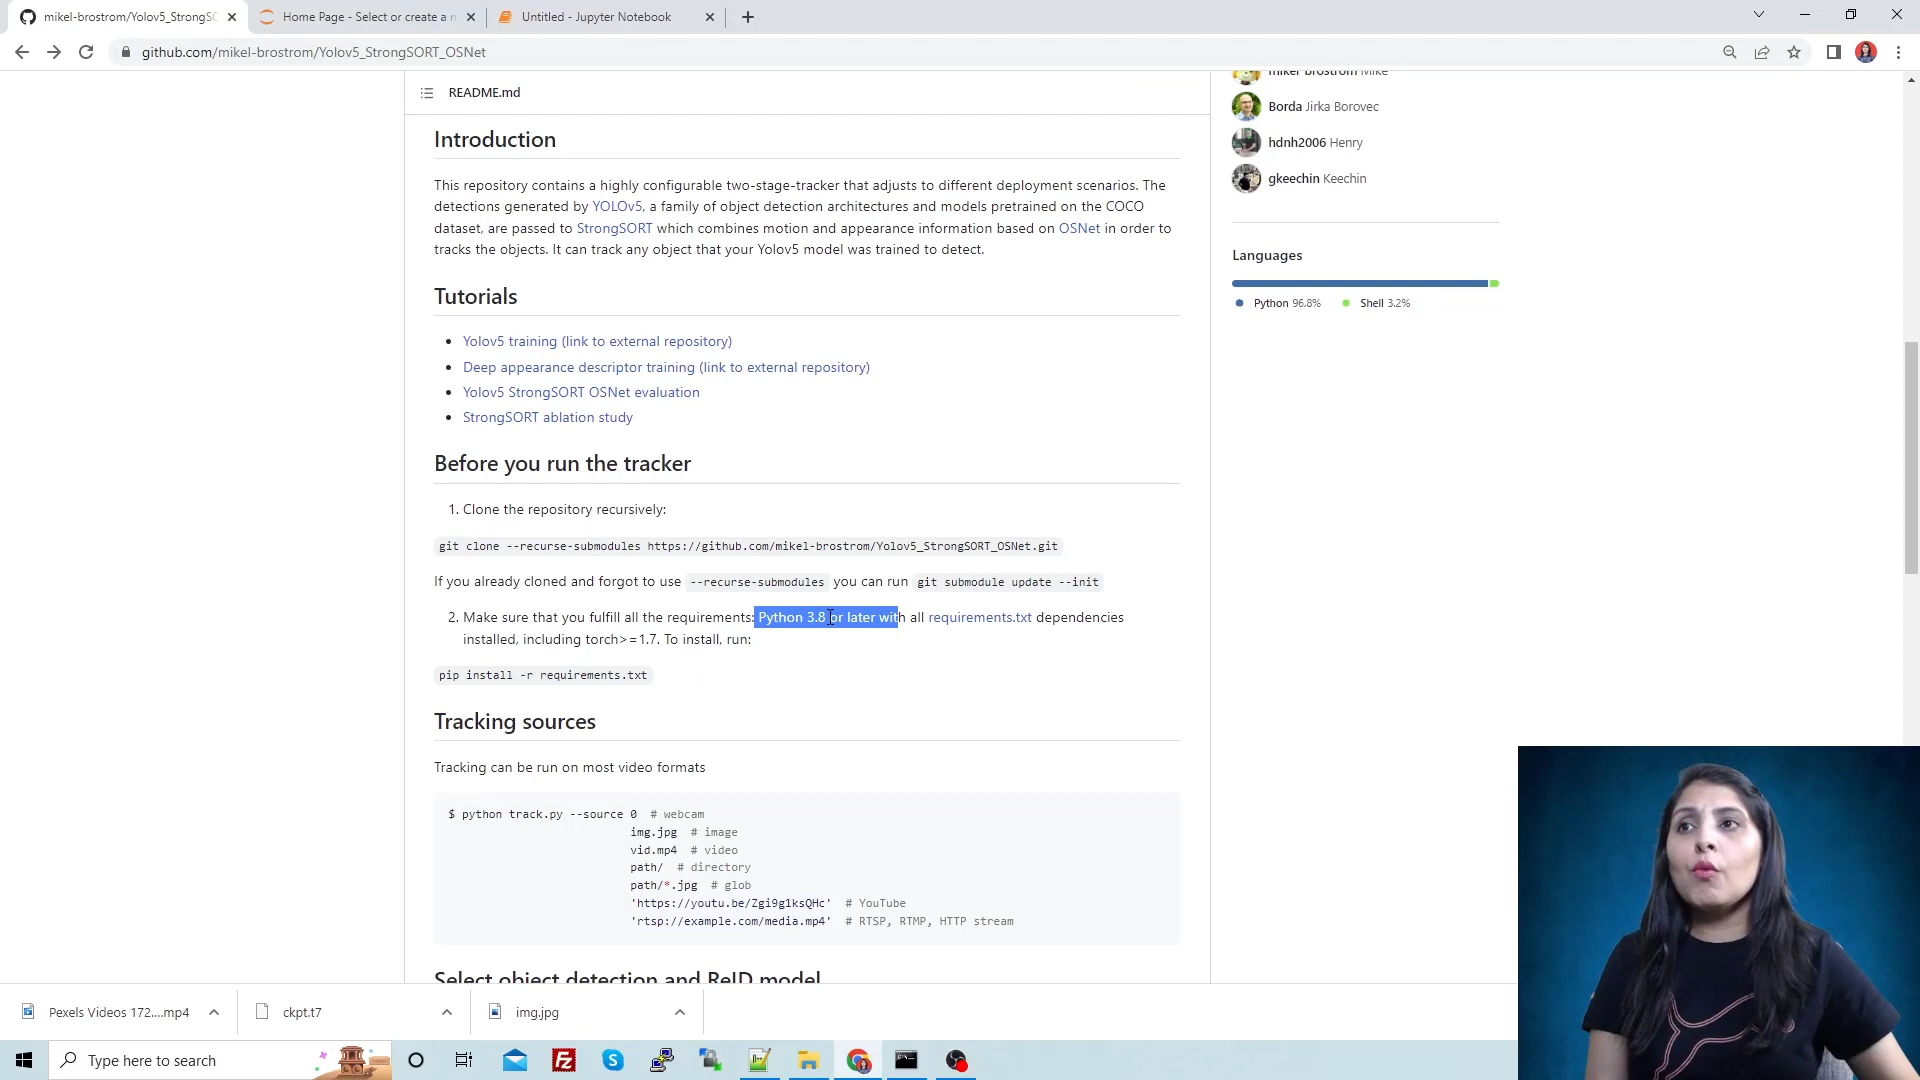 mikel-brostrom/Yolov5_StrongSC
Home Page - Select or create a n
Untitled - Jupyter Notebook
github.com/mikel-brostrom/Yolov5_StrongSORT_OSNet
README.md
Introduction
This repository contains a highly configurable two-stage-tracker that adjusts to different deployment scenarios. The
detections generated by YOLOv5, a family of object detection architectures and models pretrained on the COCO
dataset, are passed to StrongSORT which combines motion and appearance information based on OSNet in order to
tracks the objects. It can track any object that your Yolov5 model was trained to detect.
Tutorials
• Yolov5 training (link to external repository)
• Deep appearance descriptor training (link to external repository)
• Yolov5 StrongSORT OSNet evaluation
• StrongSORT ablation study
Before you run the tracker
1. Clone the repository recursively:
git clone --recurse-submodules https://github.com/mikel-brostrom/Yolov5_StrongSORT_OSNet.git
If you already cloned and forgot to use --recurse-submodules you can run git submodule update --init
2. Make sure that you fulfill all the requirements: Python 3.8 or later with all requirements.txt dependencies
installed, including torch>=1.7. To install, run:
pip install -r requirements.txt
Tracking sources
Tracking can be run on most video formats
$ python track.py --source 0 # webcam
img.jpg # image
vid.mp4 # video
path/ # directory
path/*.jpg # glob
'https://youtu.be/Zgi9g1ksQHc' # YouTube
'rtsp://example.com/media.mp4' # RTSP, RTMP, HTTP stream
Select object detection and ReID model
mikel-brostrom Mike
Borda Jirka Borovec
hdnh2006 Henry
gkeechin Keechin
Languages
Python 96.8%
Shell 3.2%
Pexels Videos 172....mp4
ckpt.t7
img.jpg
Type here to search